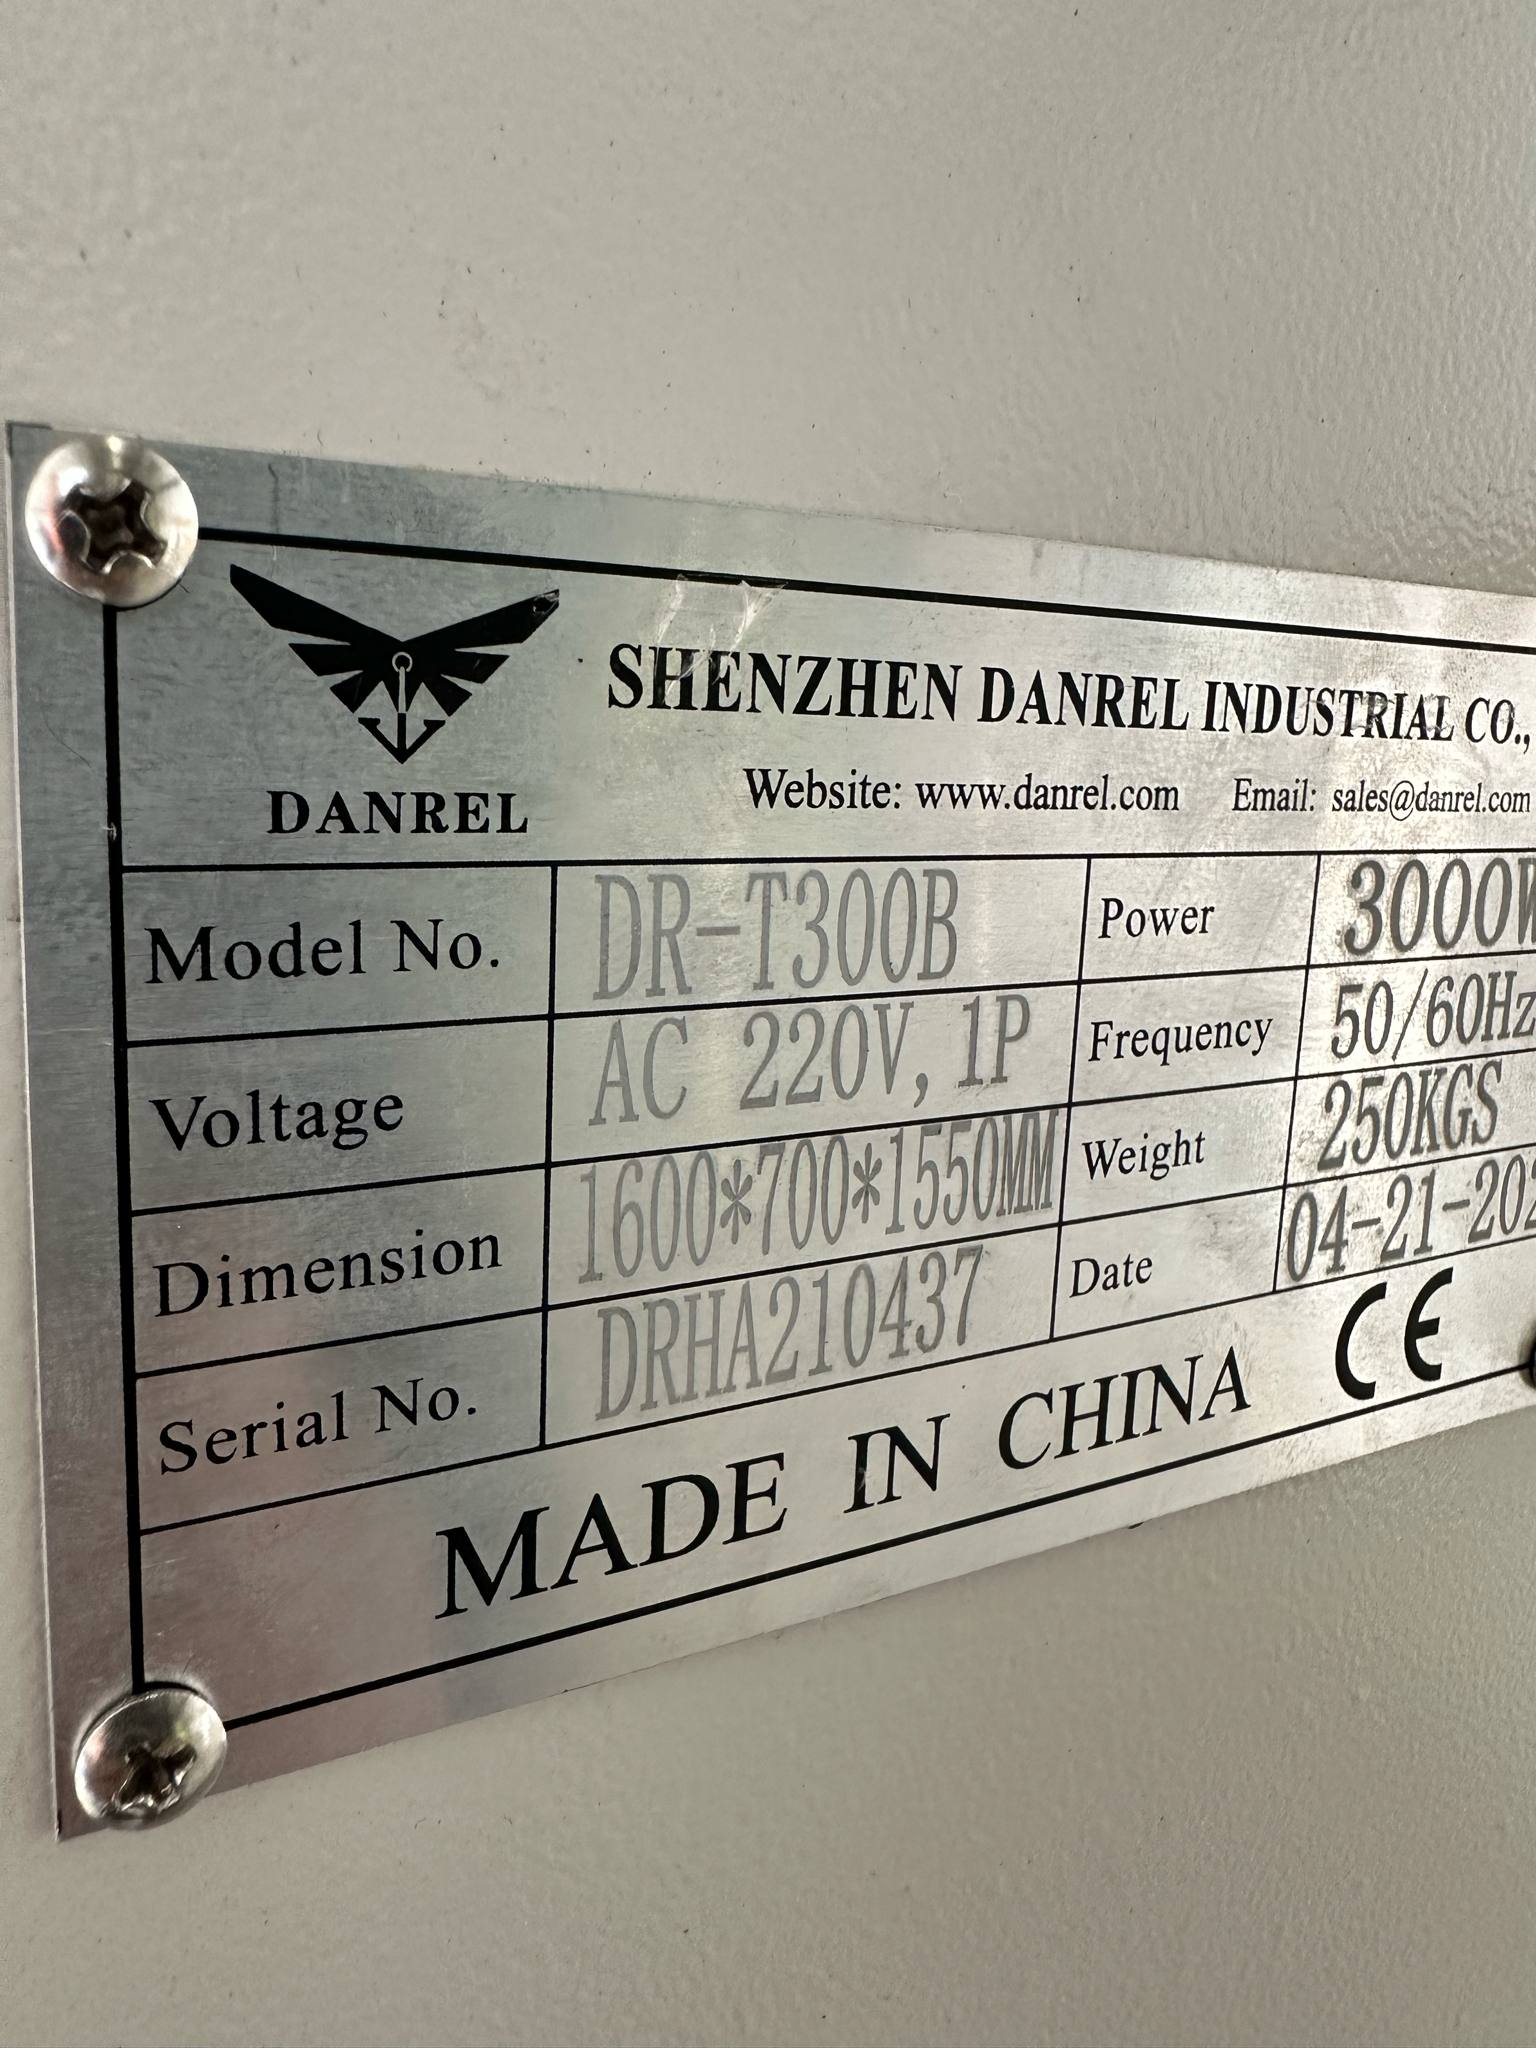 SHENZHEN DANREL INDUSTRIAL CO.,
Website: www.danrel.com Email: sales@danrel.com
DANREL
Model No. DR-T300B Power 3000W
Voltage AC 220V, 1P Frequency 50/60Hz
Dimension 1600*700*1550MM Weight 250KGS
Serial No. DRHA210437 Date 04-21-202
MADE IN CHINA CE